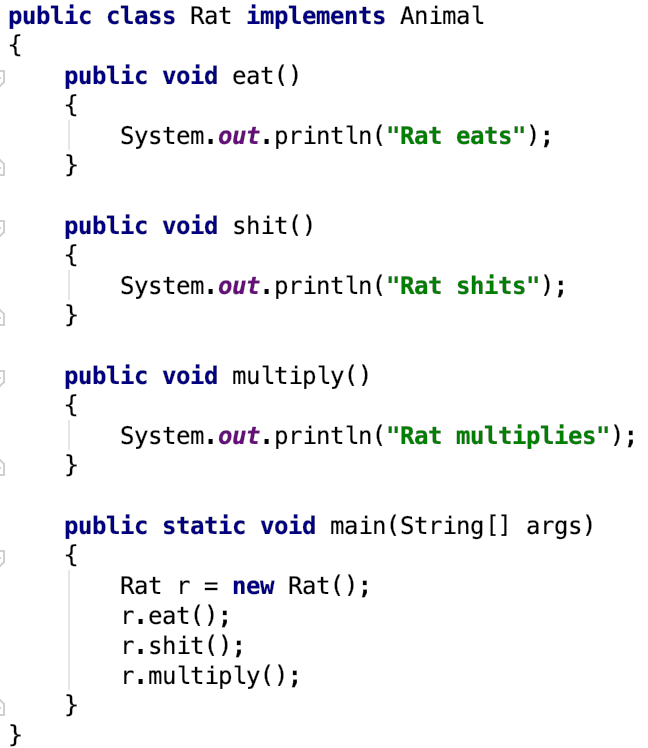 public class Rat implements Animal
{
    public void eat()
    {
        System.out.println("Rat eats");
    }

    public void shit()
    {
        System.out.println("Rat shits");
    }

    public void multiply()
    {
        System.out.println("Rat multiplies");
    }

    public static void main(String[] args)
    {
        Rat r = new Rat();
        r.eat();
        r.shit();
        r.multiply();
    }
}